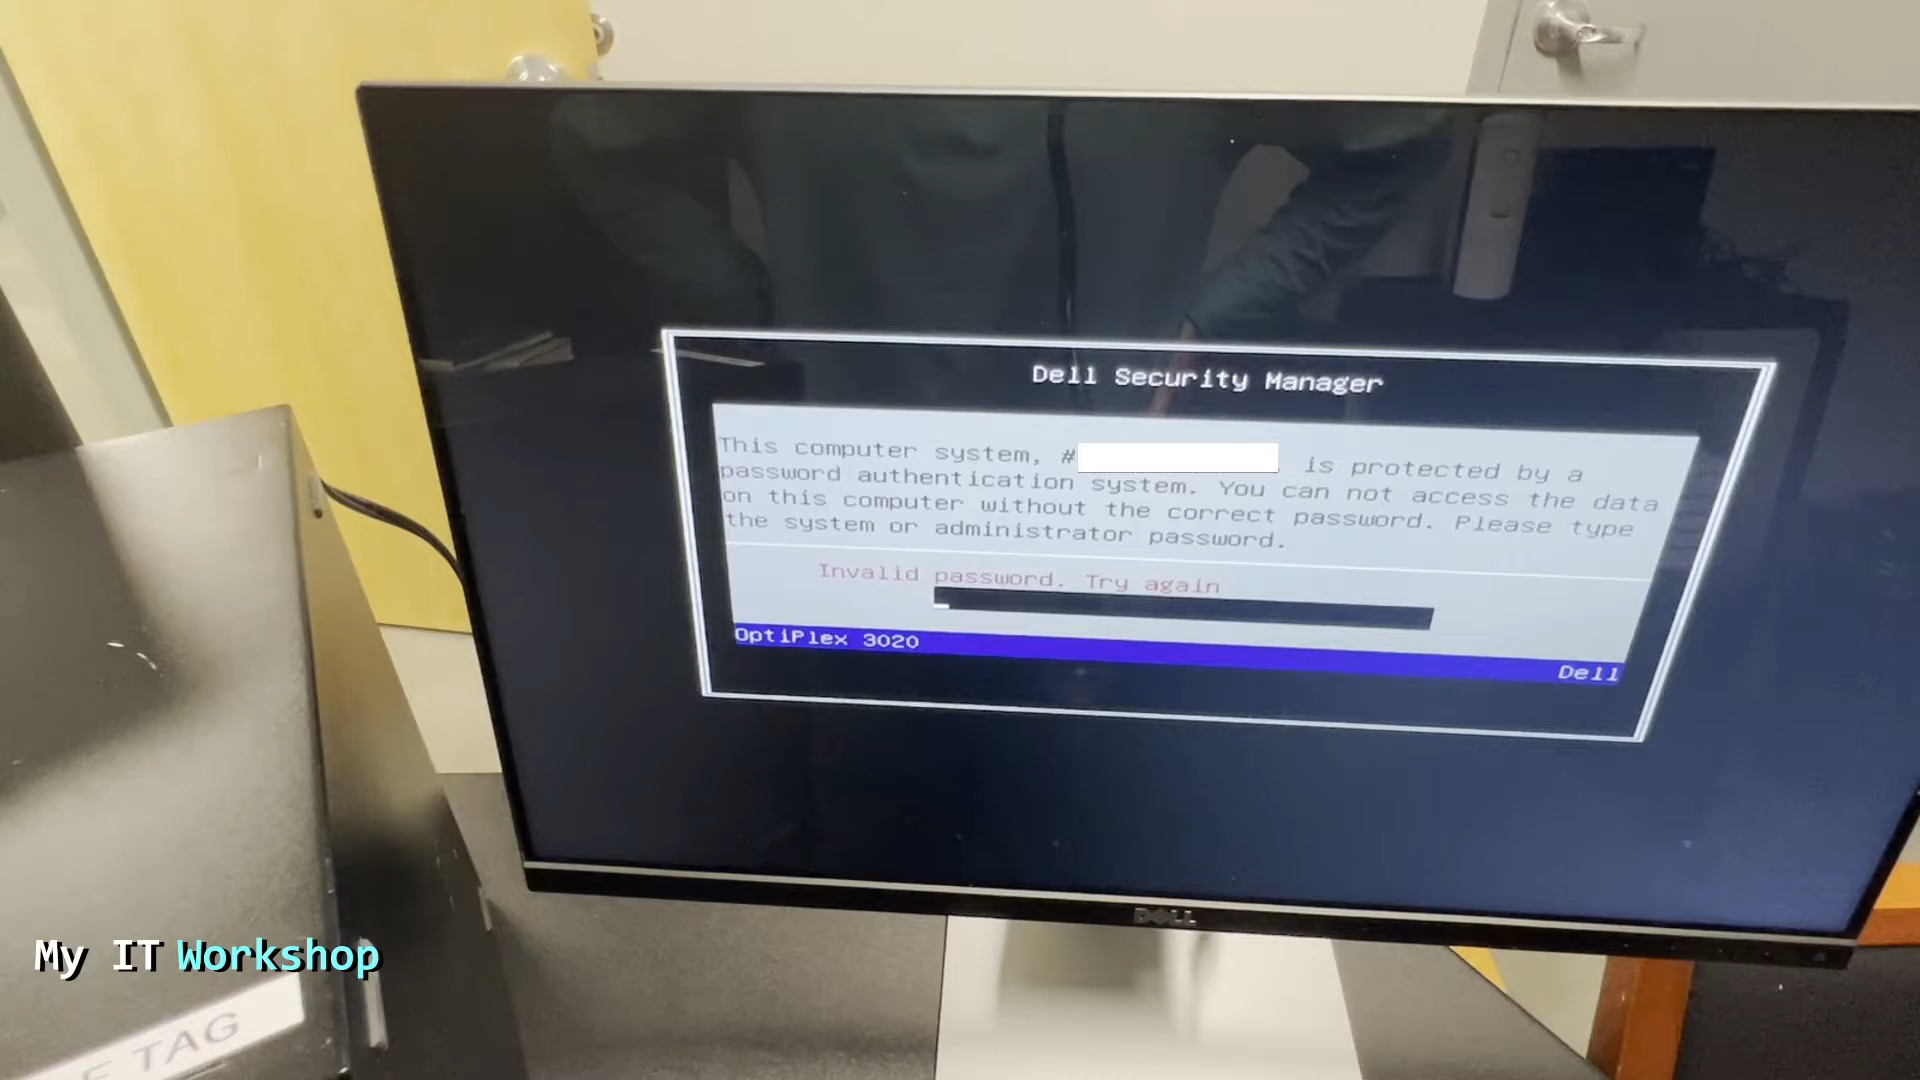 Dell Security Manager
This computer system, # is protected by a
password authentication system. You can not access the data
on this computer without the correct password. Please type
the system or administrator password.
Invalid password. Try again
OptiPlex 3020
Dell
DELL
My IT Workshop
TAG